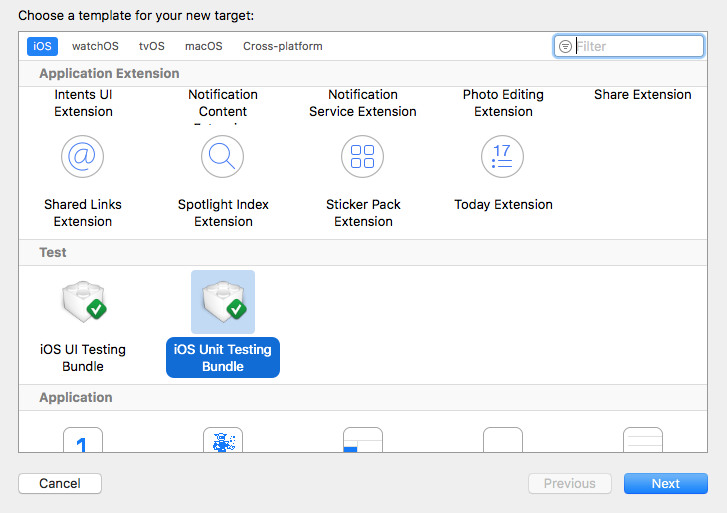 Choose a template for your new target:
iOS watchOS tvOS macOS Cross-platform Filter
Application Extension
Intents UI Notification Notification Photo Editing Share Extension
Extension Content Service Extension Extension
@ 17
Shared Links Spotlight Index Sticker Pack Today Extension
Extension Extension Extension
Test
iOS UI Testing iOS Unit Testing
Bundle Bundle
Application
1
Cancel Previous Next